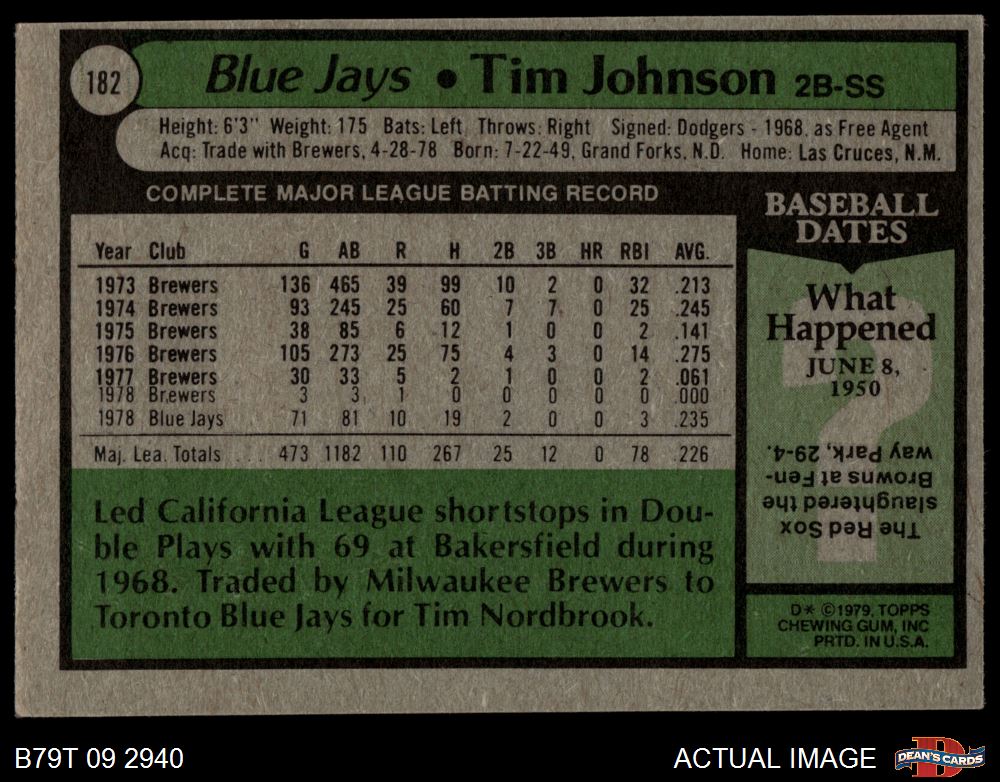 182
Blue Jays • Tim Johnson 2B-SS
Height: 6'3" Weight: 175 Bats: Left Throws: Right Signed: Dodgers - 1968, as Free Agent
Acq: Trade with Brewers, 4-28-78 Born: 7-22-49, Grand Forks, N.D. Home: Las Cruces, N.M.
COMPLETE MAJOR LEAGUE BATTING RECORD
Year Club G AB R H 2B 3B HR RBI AVG.
1973 Brewers 136 465 39 99 10 2 0 32 .213
1974 Brewers 93 245 25 60 7 7 0 25 .245
1975 Brewers 38 85 6 12 1 0 0 2 .141
1976 Brewers 105 273 25 75 4 3 0 14 .275
1977 Brewers 30 33 5 2 1 0 0 2 .061
1978 Brewers 3 3 1 0 0 0 0 0 .000
1978 Blue Jays 71 81 10 19 2 0 0 3 .235
Maj. Lea. Totals .... 473 1182 110 267 25 12 0 78 .226
Led California League shortstops in Dou-
ble Plays with 69 at Bakersfield during
1968. Traded by Milwaukee Brewers to
Toronto Blue Jays for Tim Nordbrook.
BASEBALL
DATES
What
Happened
JUNE 8,
1950
?
The Red Sox
slaughtered the
Browns at Fen-
way Park, 29-4.
D* ©1979, TOPPS
CHEWING GUM, INC
PRTD. IN U.S.A.
B79T 09 2940
ACTUAL IMAGE
D
DEAN'S CARDS